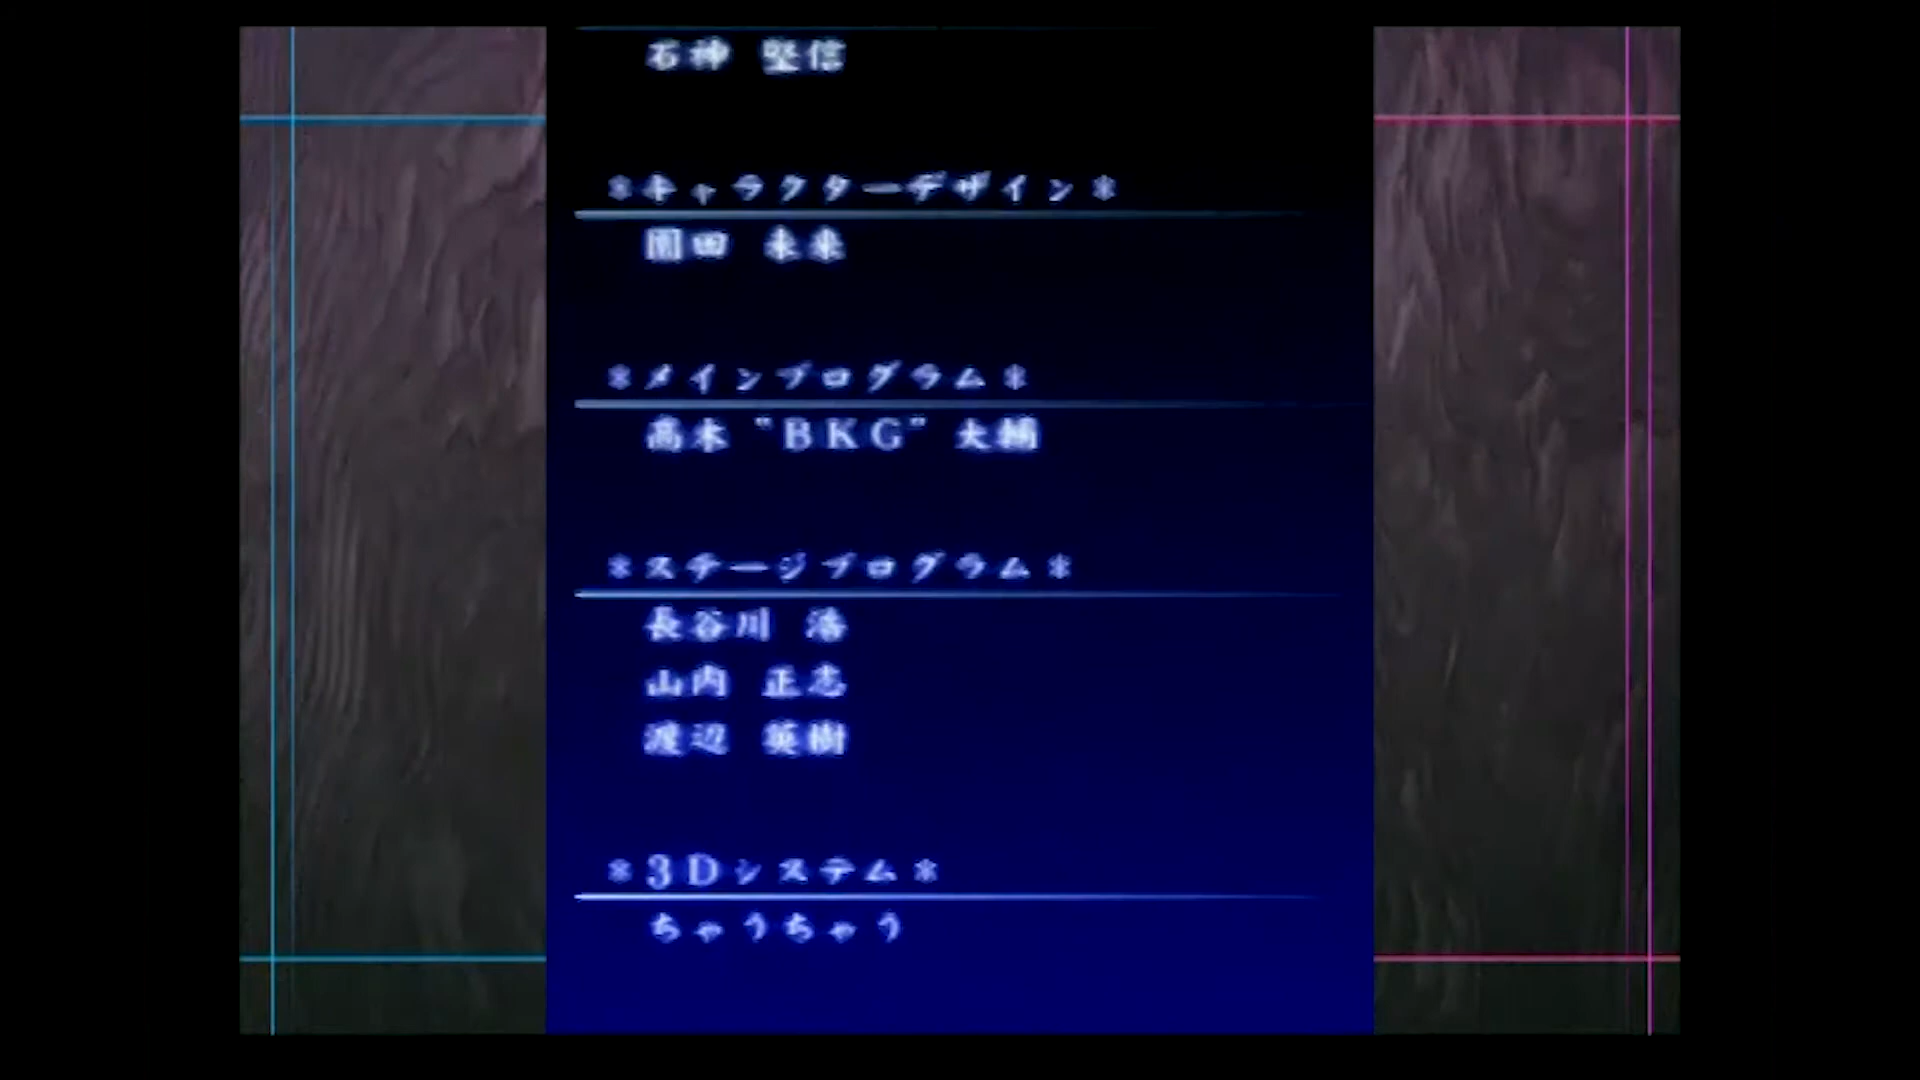 石神 堅信
*キャラクターデザイン*
園田 未来
*メインプログラム*
高木 "BKG" 大輔
*ステージプログラム*
長谷川 浩
山内 正志
渡辺 英樹
*3Dシステム*
ちゃうちゃう